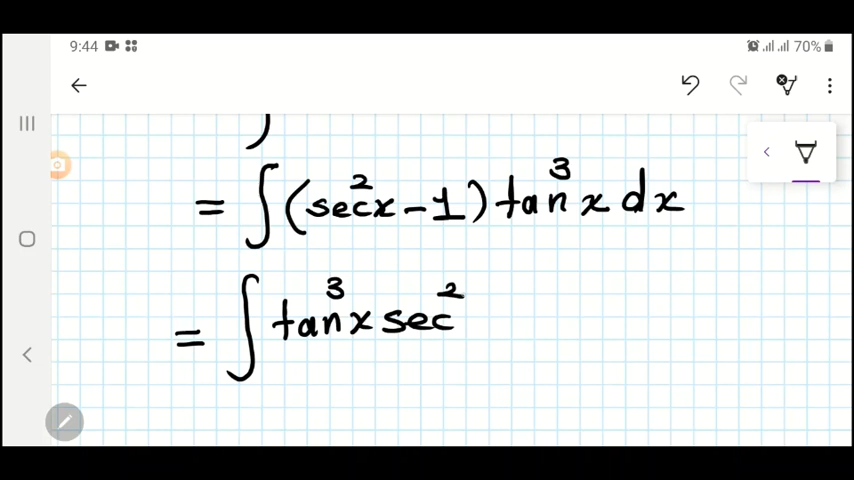 9:44 70%
= ∫(sec²x-1) tan³x dx
= ∫tan³x sec²